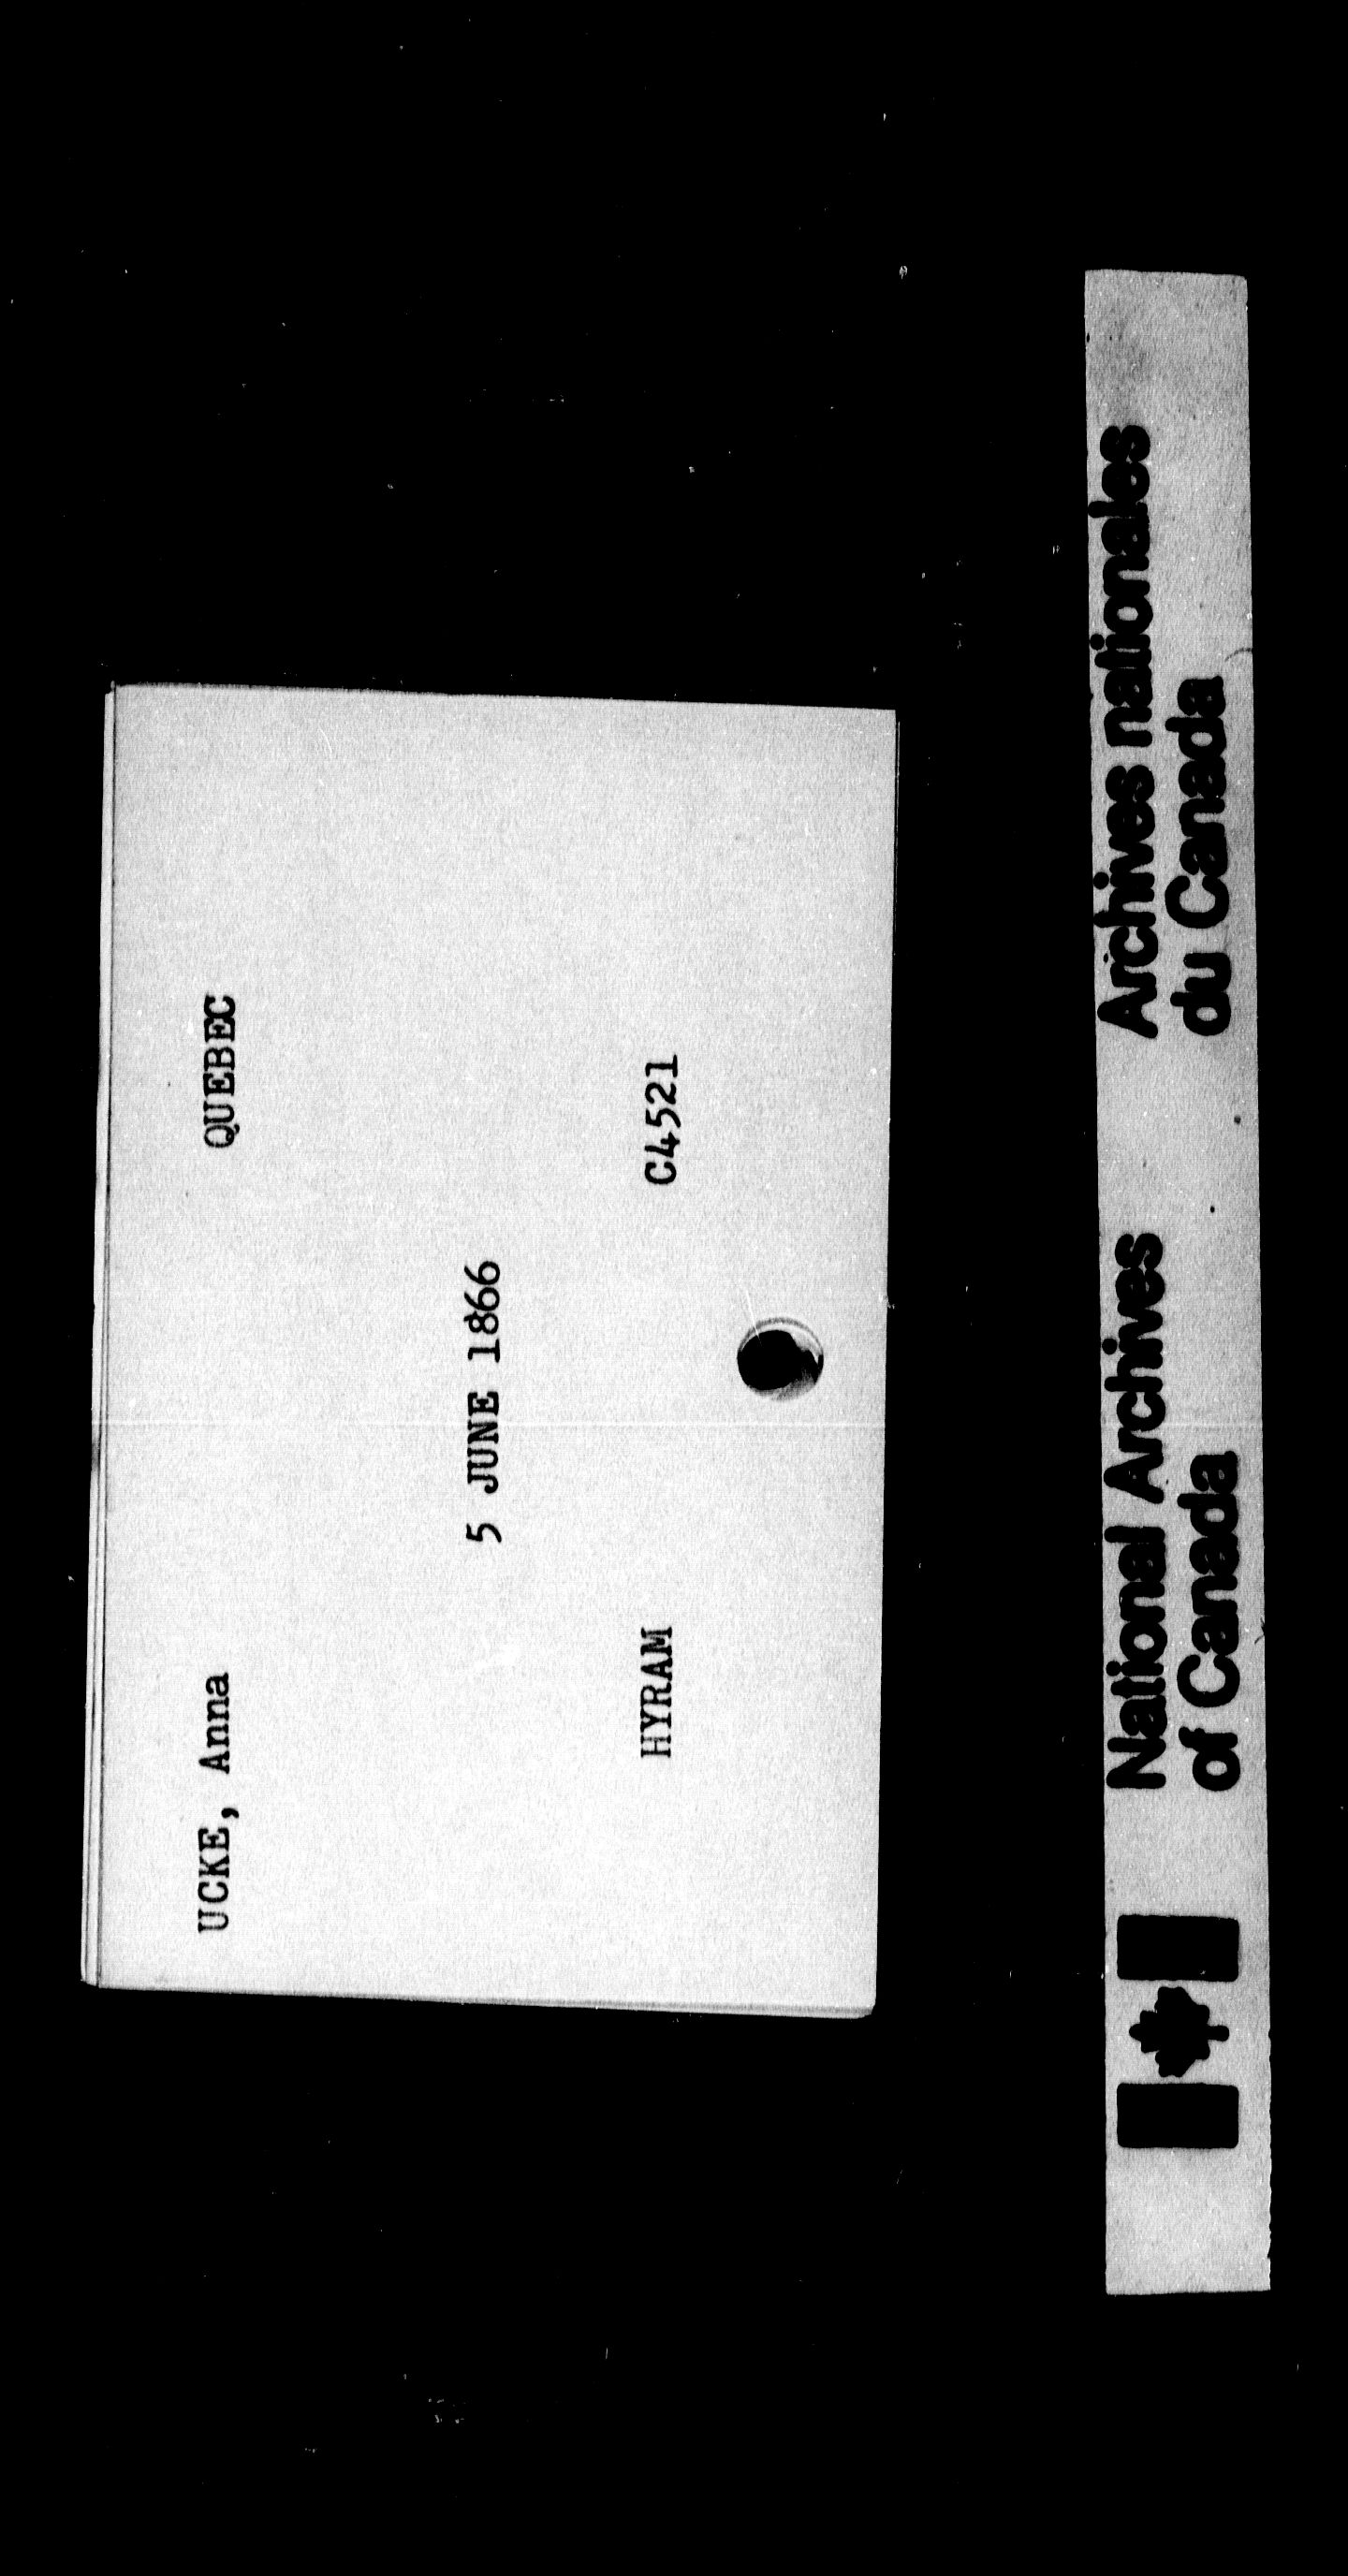 UCKE, Anna QUEBEC
5 JUNE 1866
HYRAM C4521
National Archives Archives nationales
of Canada du Canada